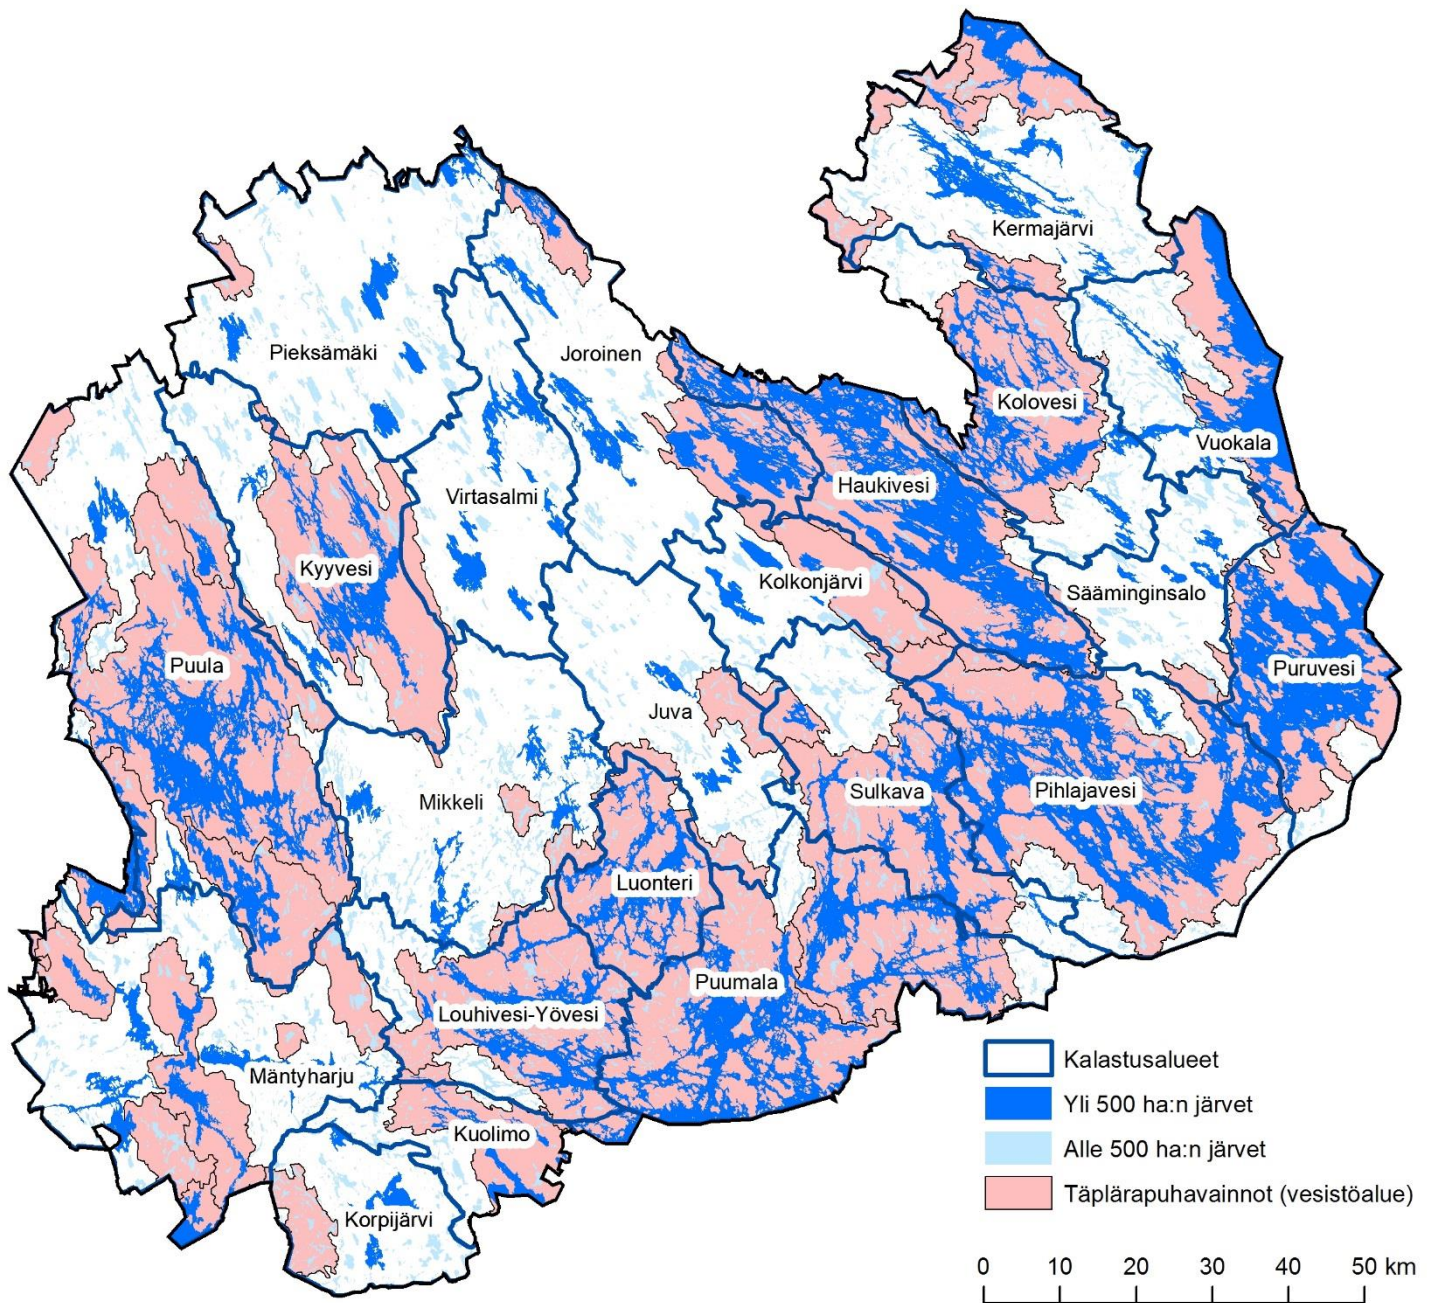 Kermajärvi
Pieksämäki
Joroinen
Kolovesi
Vuokala
Haukivesi
Virtasalmi
Kyyvesi
Kolkonjärvi
Sääminginsalo
Puula
Puruvesi
Juva
Mikkeli
Sulkava
Pihlajavesi
Luonteri
Puumala
Louhivesi-Yövesi
Mäntyharju
Kuolimo
Korpijärvi
Kalastusalueet
Yli 500 ha:n järvet
Alle 500 ha:n järvet
Täplärapuhavainnot (vesistöalue)
0 10 20 30 40 50 km